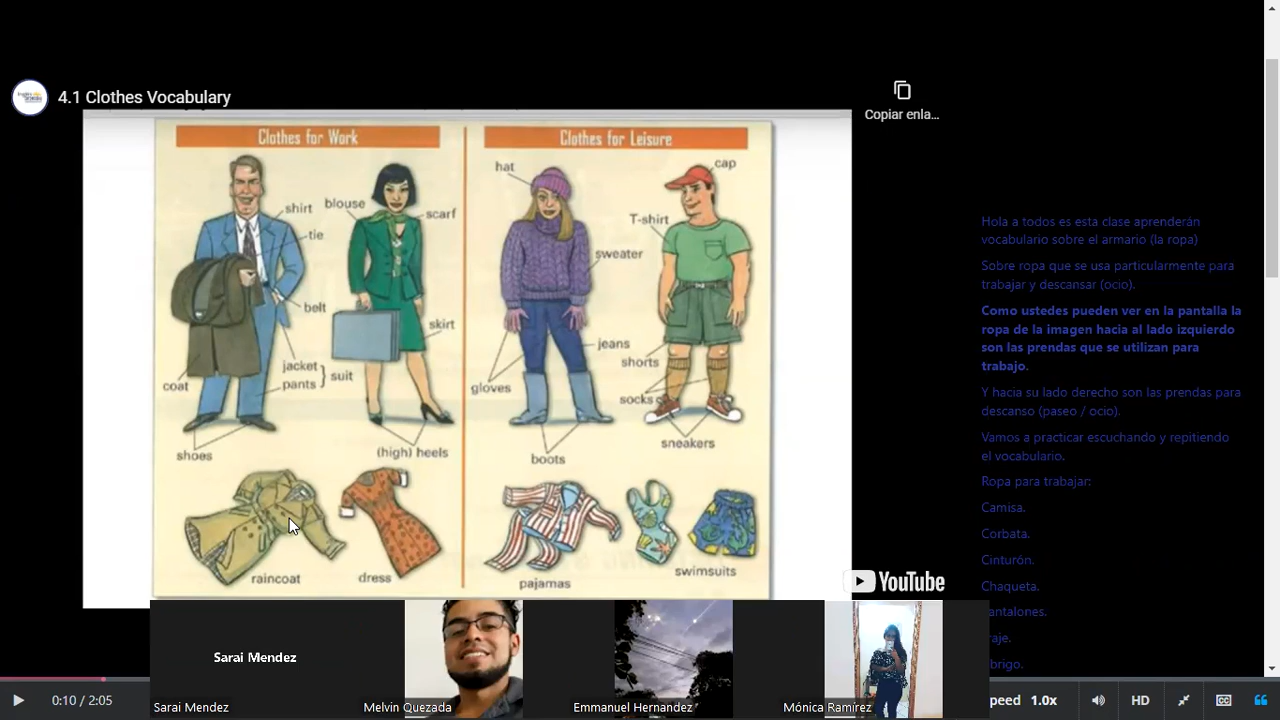 4.1 Clothes Vocabulary
Copiar enla...
Clothes for Work
Clothes for Leisure
shirt
tie
belt
jacket
pants
suit
coat
shoes
blouse
scarf
skirt
(high) heels
raincoat
dress
hat
sweater
jeans
gloves
boots
cap
T-shirt
shorts
socks
sneakers
pajamas
swimsuits
YouTube
Hola a todos es esta clase aprenderán
vocabulario sobre el armario (la ropa)
Sobre ropa que se usa particularmente para
trabajar y descansar (ocio).
Como ustedes pueden ver en la pantalla la
ropa de la imagen hacia al lado izquierdo
son las prendas que se utilizan para
trabajo.
Y hacia su lado derecho son las prendas para
descanso (paseo / ocio).
Vamos a practicar escuchando y repitiendo
el vocabulario.
Ropa para trabajar:
Camisa.
Corbata.
Cinturón.
Chaqueta.
antalones.
raje.
brigo.
Sarai Mendez
Sarai Mendez
Melvin Quezada
Emmanuel Hernandez
Mónica Ramírez
0:10 / 2:05
peed 1.0x
HD